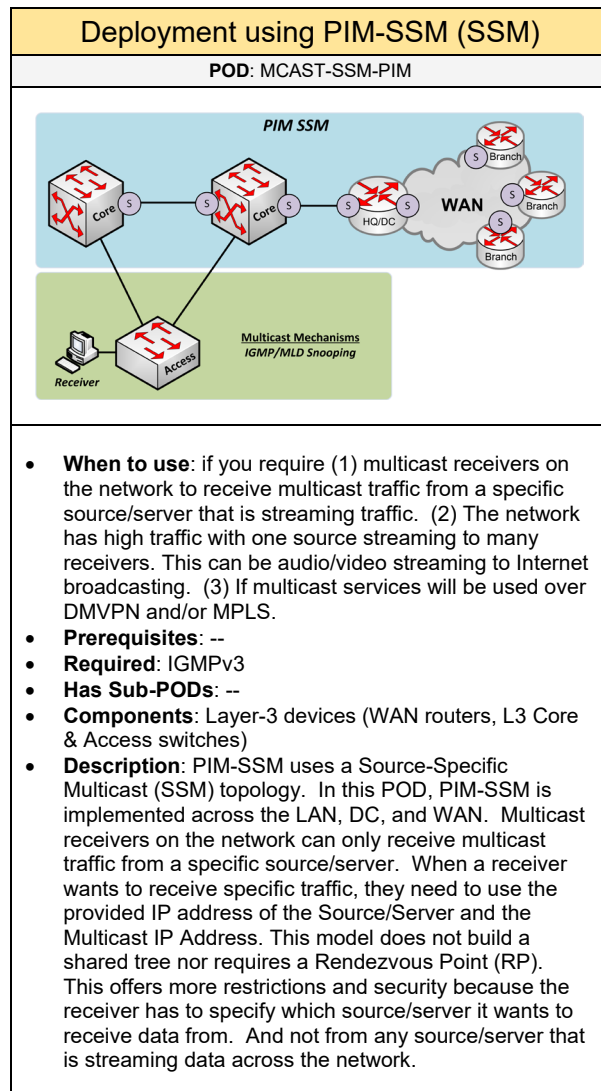 Deployment using PIM-SSM (SSM)
POD: MCAST-SSM-PIM
PIM SSM
Core
S
S
Core
S
S
HQ/DC
S
WAN
S
Branch
S
Branch
S
Branch
Receiver
Access
Multicast Mechanisms
IGMP/MLD Snooping
• When to use: if you require (1) multicast receivers on
the network to receive multicast traffic from a specific
source/server that is streaming traffic.  (2) The network
has high traffic with one source streaming to many
receivers. This can be audio/video streaming to Internet
broadcasting.  (3) If multicast services will be used over
DMVPN and/or MPLS.
• Prerequisites: --
• Required: IGMPv3
• Has Sub-PODs: --
• Components: Layer-3 devices (WAN routers, L3 Core
& Access switches)
• Description: PIM-SSM uses a Source-Specific
Multicast (SSM) topology.  In this POD, PIM-SSM is
implemented across the LAN, DC, and WAN.  Multicast
receivers on the network can only receive multicast
traffic from a specific source/server.  When a receiver
wants to receive specific traffic, they need to use the
provided IP address of the Source/Server and the
Multicast IP Address. This model does not build a
shared tree nor requires a Rendezvous Point (RP).
This offers more restrictions and security because the
receiver has to specify which source/server it wants to
receive data from.  And not from any source/server that
is streaming data across the network.